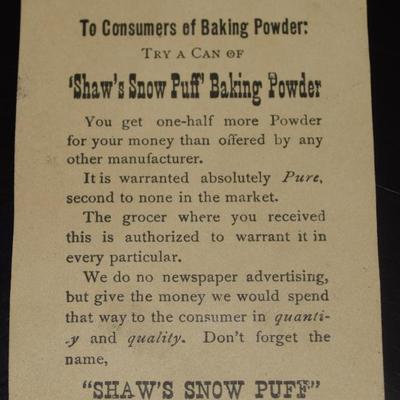 To Consumers of Baking Powder:
TRY A CAN OF
'Shaw's Snow Puff' Baking Powder
You get one-half more Powder
for your money than offered by any
other manufacturer.
It is warranted absolutely Pure,
second to none in the market.
The grocer where you received
this is authorized to warrant it in
every particular.
We do no newspaper advertising,
but give the money we would spend
that way to the consumer in quanti-
-y and quality. Don't forget the
name,
"SHAW'S SNOW PUFF"